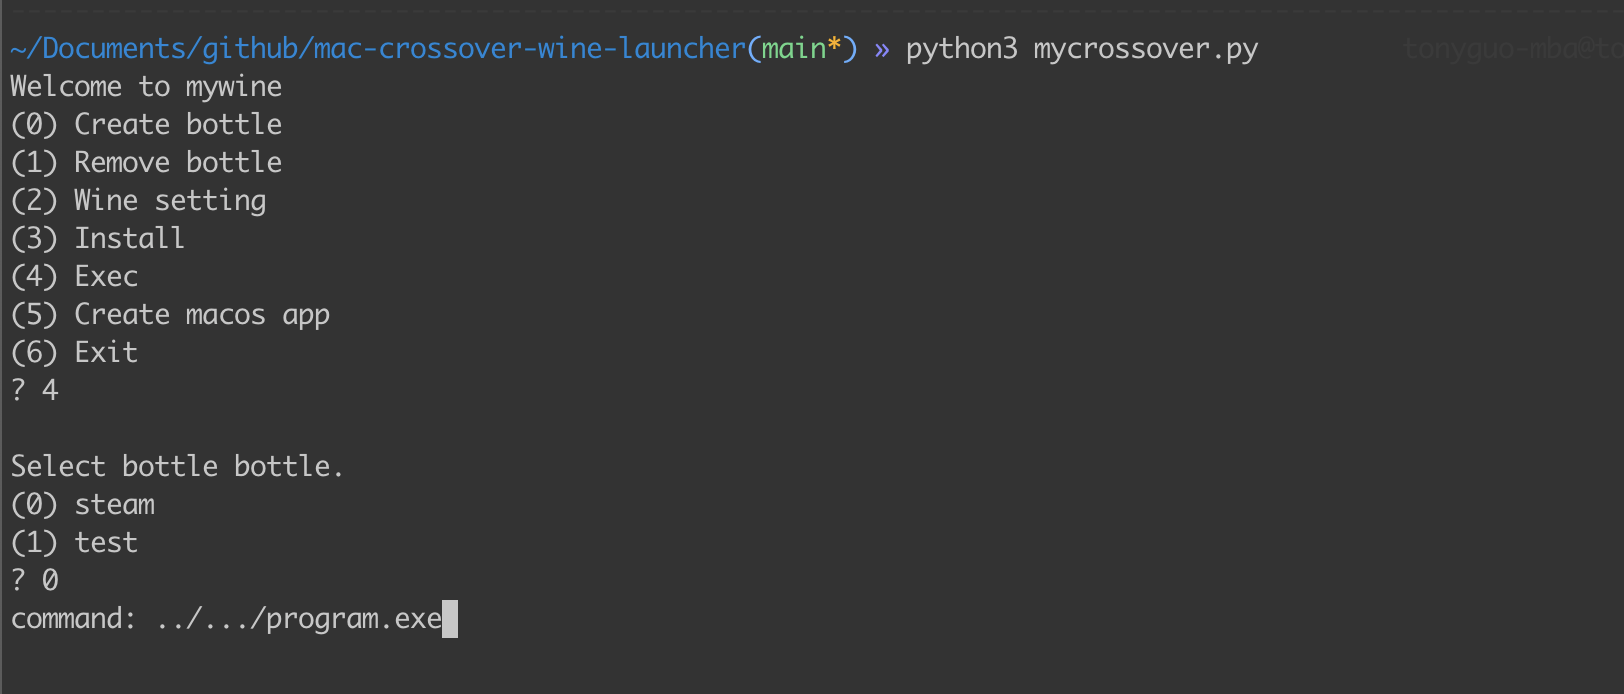 ~/Documents/github/mac-crossover-wine-launcher(main*) » python3 mycrossover.py tonyguo-mba@to
Welcome to mywine
(0) Create bottle
(1) Remove bottle
(2) Wine setting
(3) Install
(4) Exec
(5) Create macos app
(6) Exit
? 4
Select bottle bottle.
(0) steam
(1) test
? 0
command: ../.../program.exe